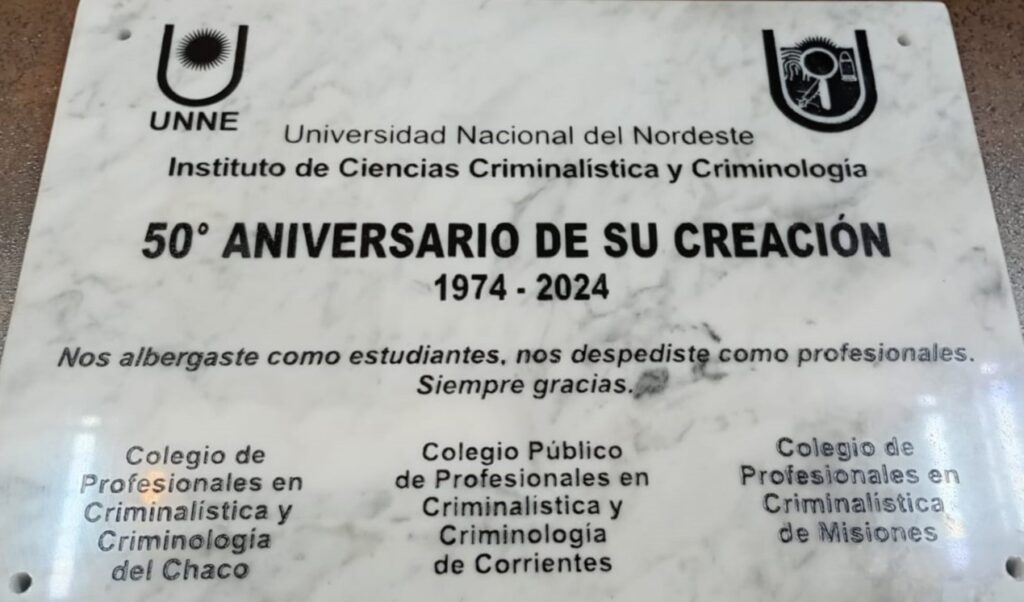 UNNE
Universidad Nacional del Nordeste
Instituto de Ciencias Criminalística y Criminología
50° ANIVERSARIO DE SU CREACIÓN
1974 - 2024
Nos albergaste como estudiantes, nos despediste como profesionales.
Siempre gracias.
Colegio de
Profesionales en
Criminalística y
Criminología
del Chaco
Colegio Público
de Profesionales en
Criminalística y
Criminología
de Corrientes
Colegio de
Profesionales en
Criminalística
de Misiones